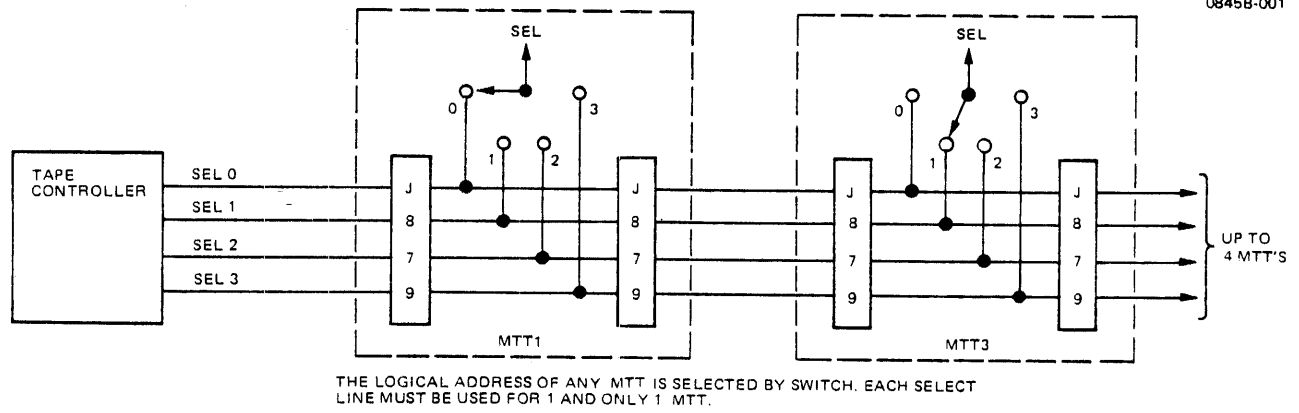 0845B-001
SEL
SEL
0
3
0
3
1
2
1
2
TAPE
CONTROLLER
SEL 0
SEL 1
SEL 2
SEL 3
J
8
7
9
J
8
7
9
J
8
7
9
J
8
7
9
UP TO
4 MTT'S
MTT1
MTT3
THE LOGICAL ADDRESS OF ANY MTT IS SELECTED BY SWITCH. EACH SELECT
LINE MUST BE USED FOR 1 AND ONLY 1 MTT.